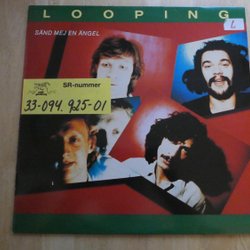 LOOPING
SÄND MEJ EN ÄNGEL
L
SR-nummer
33-094.925-01